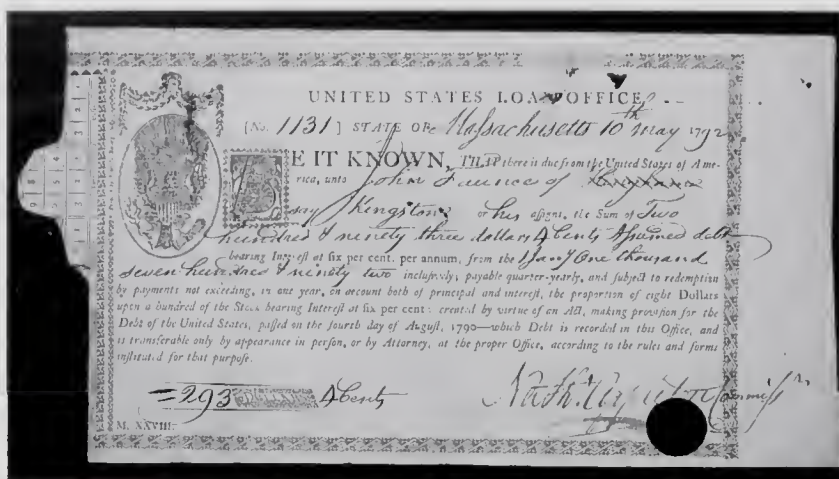 UNITED STATES LOAN OFFICE.
[No. 1131] STATE OF Massachusetts 10th May 1792
BE IT KNOWN, THAT there is due from the United States of Ame-
rica, unto John Faunce of
say Kingston or his assigns, the Sum of Two
hundred & ninety three dollars 4 Cents Assumed debt
bearing Interest at six per cent. per annum, from the 1 Jany One thousand
seven hundred & ninety two inclusively, payable quarter-yearly, and subject to redemption
by payments not exceeding, in one year, on account both of principal and interest, the proportion of eight Dollars
upon a hundred of the Stock bearing Interest at six per cent: created by virtue of an Act, making provision for the
Debt of the United States, passed on the fourth day of August, 1790—which Debt is recorded in this Office, and
is transferable only by appearance in person, or by Attorney, at the proper Office, according to the rules and forms
instituted for that purpose.
=293 DOLLARS 4 Cents
Nath. Appleton Commissr
M. XXVIII.